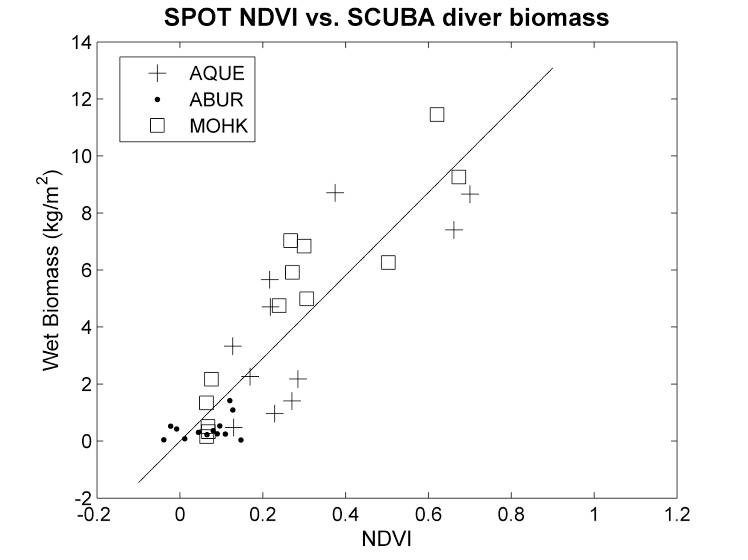 SPOT NDVI vs. SCUBA diver biomass
14
12
10
8
6
4
2
0
-2
Wet Biomass (kg/m²)
AQUE
ABUR
MOHK
-0.2 0 0.2 0.4 0.6 0.8 1 1.2
NDVI